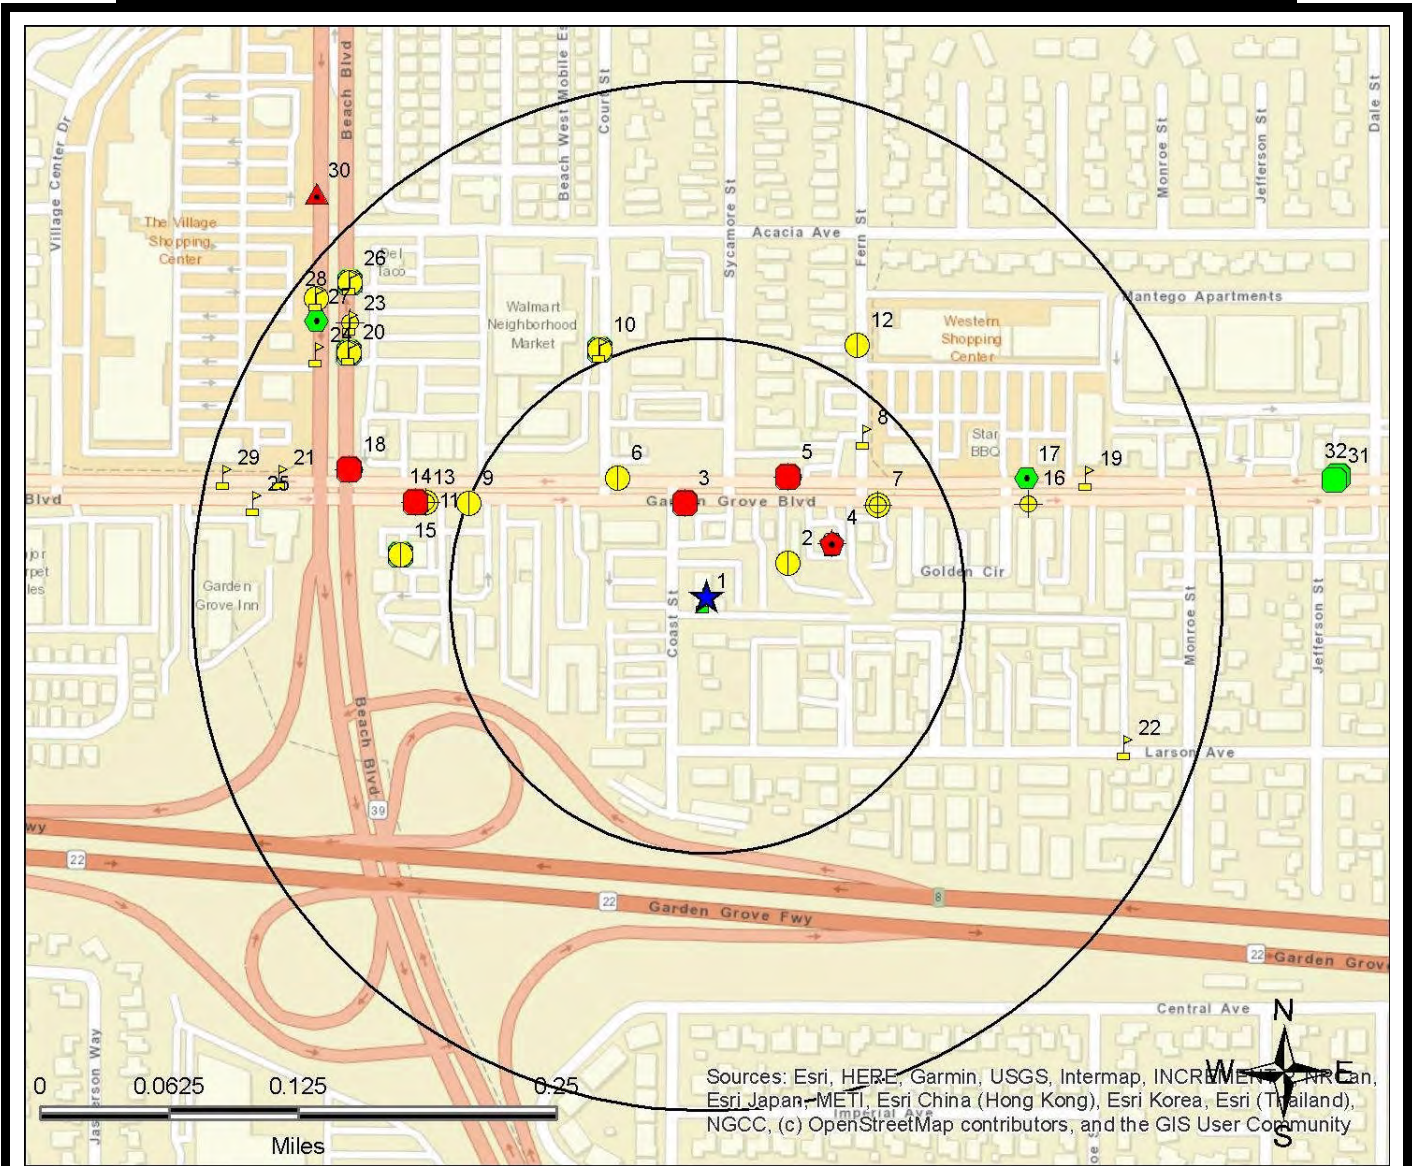 Beach Blvd
Beach West Mobile Es
Court St
Dale St
Village Center Dr
Monroe St
Jefferson St
30
The Village
Shopping
Center
Sycamore St
Fern St
Acacia Ave
26
Del
Taco
28
27
23
24
20
Mantego Apartments
Walmart
Neighborhood
Market
10
12
Western
Shopping
Center
8
Star
BBQ
29
21
25
18
14
13
11
9
6
3
5
7
17
16
19
32
31
Blvd
Garden Grove Blvd
15
2
4
1
Golden Cir
Garden
Grove Inn
Coast St
Monroe St
Jefferson St
22
Larson Ave
Beach Blvd
39
wy
22
22
Garden Grove Fwy
8
22
Garden Grov
Central Ave
N
W
E
S
Imperial Ave
0
0.0625
0.125
0.25
Miles
Sources: Esri, HERE, Garmin, USGS, Intermap, INCREMENT P, NRCan,
Esri Japan, METI, Esri China (Hong Kong), Esri Korea, Esri (Thailand),
NGCC, (c) OpenStreetMap contributors, and the GIS User Community